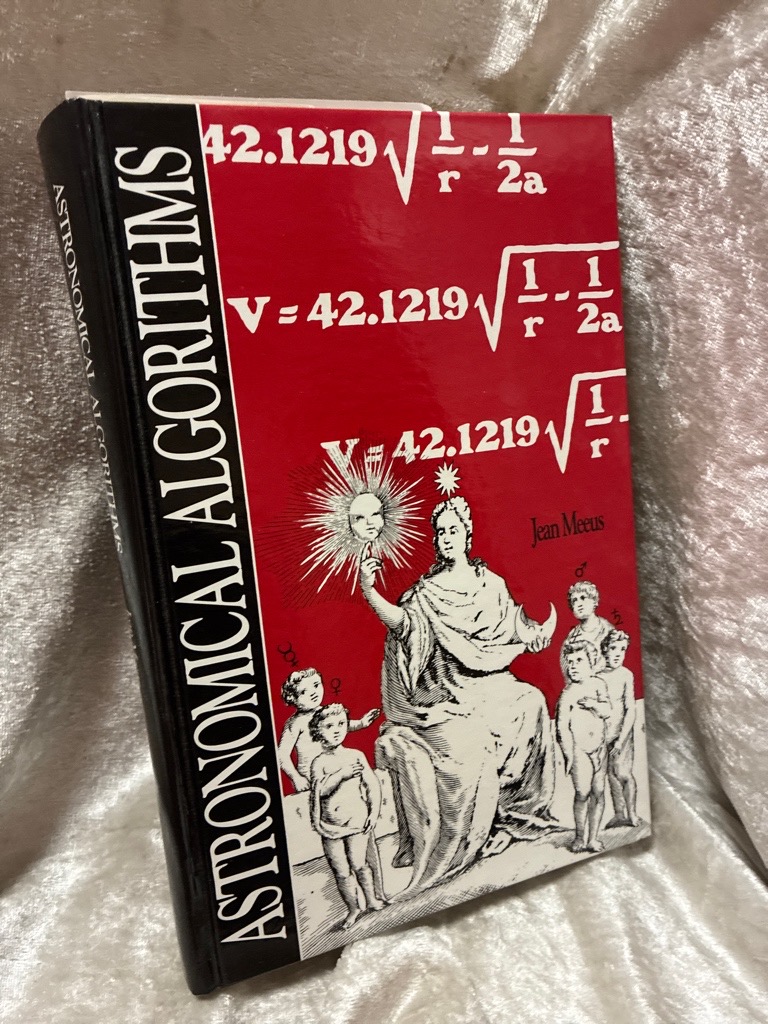 ASTRONOMICAL ALGORITHMS
ASTRONOMICAL ALGORITHMS
42.1219 √ 1/r - 1/2a
V = 42.1219 √ 1/r - 1/2a
V = 42.1219 √ 1/r -
Jean Meeus
☿
♀
♂
♄